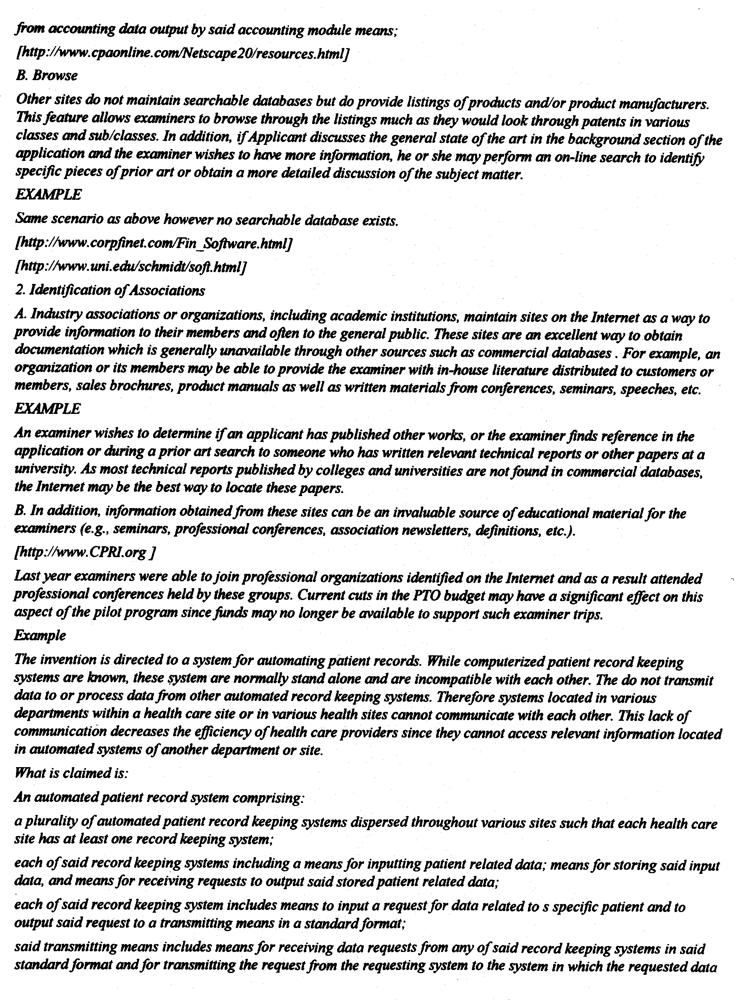 from accounting data output by said accounting module means;
[http://www.cpaonline.com/Netscape20/resources.html]
B. Browse
Other sites do not maintain searchable databases but do provide listings of products and/or product manufacturers.
This feature allows examiners to browse through the listings much as they would look through patents in various
classes and sub/classes. In addition, if Applicant discusses the general state of the art in the background section of the
application and the examiner wishes to have more information, he or she may perform an on-line search to identify
specific pieces of prior art or obtain a more detailed discussion of the subject matter.
EXAMPLE
Same scenario as above however no searchable database exists.
[http://www.corpfinet.com/Fin_Software.html]
[http://www.uni.edu/schmidt/soft.html]
2. Identification of Associations
A. Industry associations or organizations, including academic institutions, maintain sites on the Internet as a way to
provide information to their members and often to the general public. These sites are an excellent way to obtain
documentation which is generally unavailable through other sources such as commercial databases . For example, an
organization or its members may be able to provide the examiner with in-house literature distributed to customers or
members, sales brochures, product manuals as well as written materials from conferences, seminars, speeches, etc.
EXAMPLE
An examiner wishes to determine if an applicant has published other works, or the examiner finds reference in the
application or during a prior art search to someone who has written relevant technical reports or other papers at a
university. As most technical reports published by colleges and universities are not found in commercial databases,
the Internet may be the best way to locate these papers.
B. In addition, information obtained from these sites can be an invaluable source of educational material for the
examiners (e.g., seminars, professional conferences, association newsletters, definitions, etc.).
[http://www.CPRI.org ]
Last year examiners were able to join professional organizations identified on the Internet and as a result attended
professional conferences held by these groups. Current cuts in the PTO budget may have a significant effect on this
aspect of the pilot program since funds may no longer be available to support such examiner trips.
Example
The invention is directed to a system for automating patient records. While computerized patient record keeping
systems are known, these system are normally stand alone and are incompatible with each other. The do not transmit
data to or process data from other automated record keeping systems. Therefore systems located in various
departments within a health care site or in various health sites cannot communicate with each other. This lack of
communication decreases the efficiency of health care providers since they cannot access relevant information located
in automated systems of another department or site.
What is claimed is:
An automated patient record system comprising:
a plurality of automated patient record keeping systems dispersed throughout various sites such that each health care
site has at least one record keeping system;
each of said record keeping systems including a means for inputting patient related data; means for storing said input
data, and means for receiving requests to output said stored patient related data;
each of said record keeping system includes means to input a request for data related to s specific patient and to
output said request to a transmitting means in a standard format;
said transmitting means includes means for receiving data requests from any of said record keeping systems in said
standard format and for transmitting the request from the requesting system to the system in which the requested data